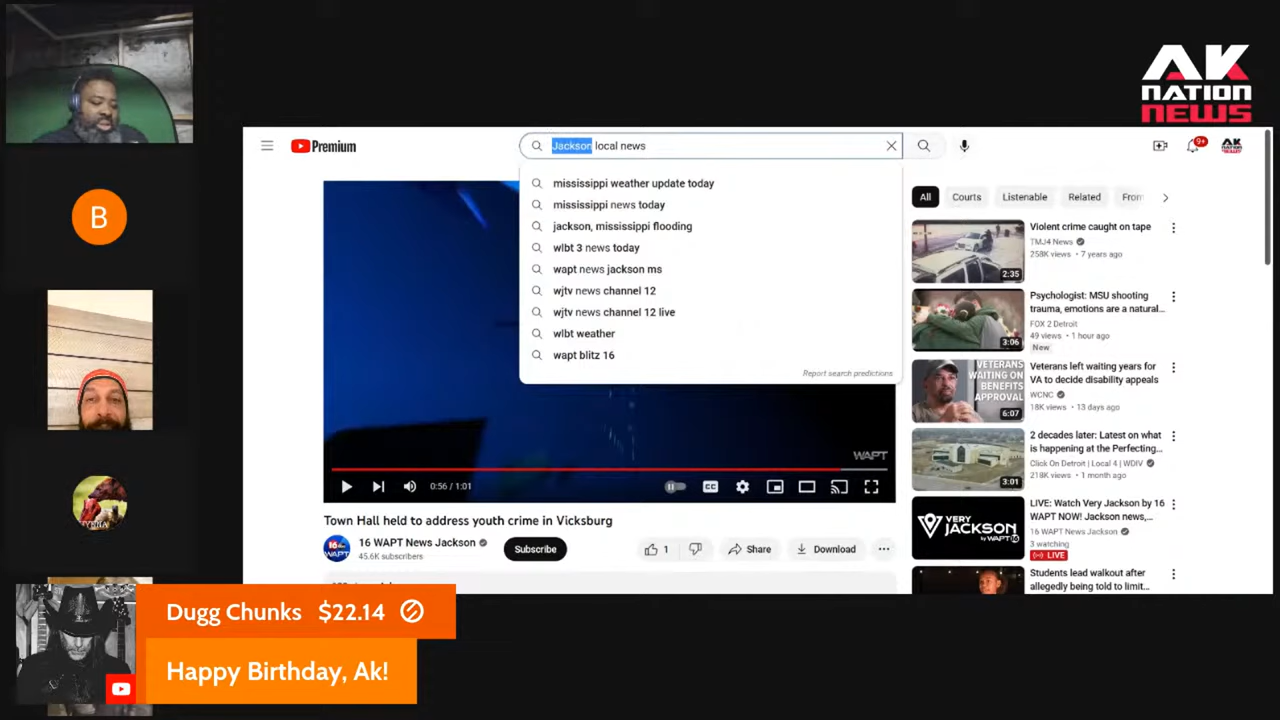 AK
NATION
NEWS
B
Premium
Jackson local news
9+
AK
mississippi weather update today
mississippi news today
jackson, mississippi flooding
wlbt 3 news today
wapt news jackson ms
wjtv news channel 12
wjtv news channel 12 live
wlbt weather
wapt blitz 16
Report search predictions
WAPT
0:56 / 1:01
CC
Town Hall held to address youth crime in Vicksburg
16
WAPT
16 WAPT News Jackson
45.6K subscribers
Subscribe
1
Share
Download
All
Courts
Listenable
Related
From
2:35
Violent crime caught on tape
TMJ4 News
258K views • 7 years ago
3:06
Psychologist: MSU shooting
trauma, emotions are a natural...
FOX 2 Detroit
49 views • 1 hour ago
New
VETERANS
WAITING ON
BENEFITS
APPROVAL
6:07
Veterans left waiting years for
VA to decide disability appeals
WCNC
18K views • 13 days ago
3:01
2 decades later: Latest on what
is happening at the Perfecting...
Click On Detroit | Local 4 | WDIV
218K views • 1 month ago
VERY
JACKSON
by WAPT 16
LIVE: Watch Very Jackson by 16
WAPT NOW! Jackson news,...
16 WAPT News Jackson
3 watching
LIVE
Students lead walkout after
allegedly being told to limit...
Dugg Chunks $22.14
Happy Birthday, Ak!